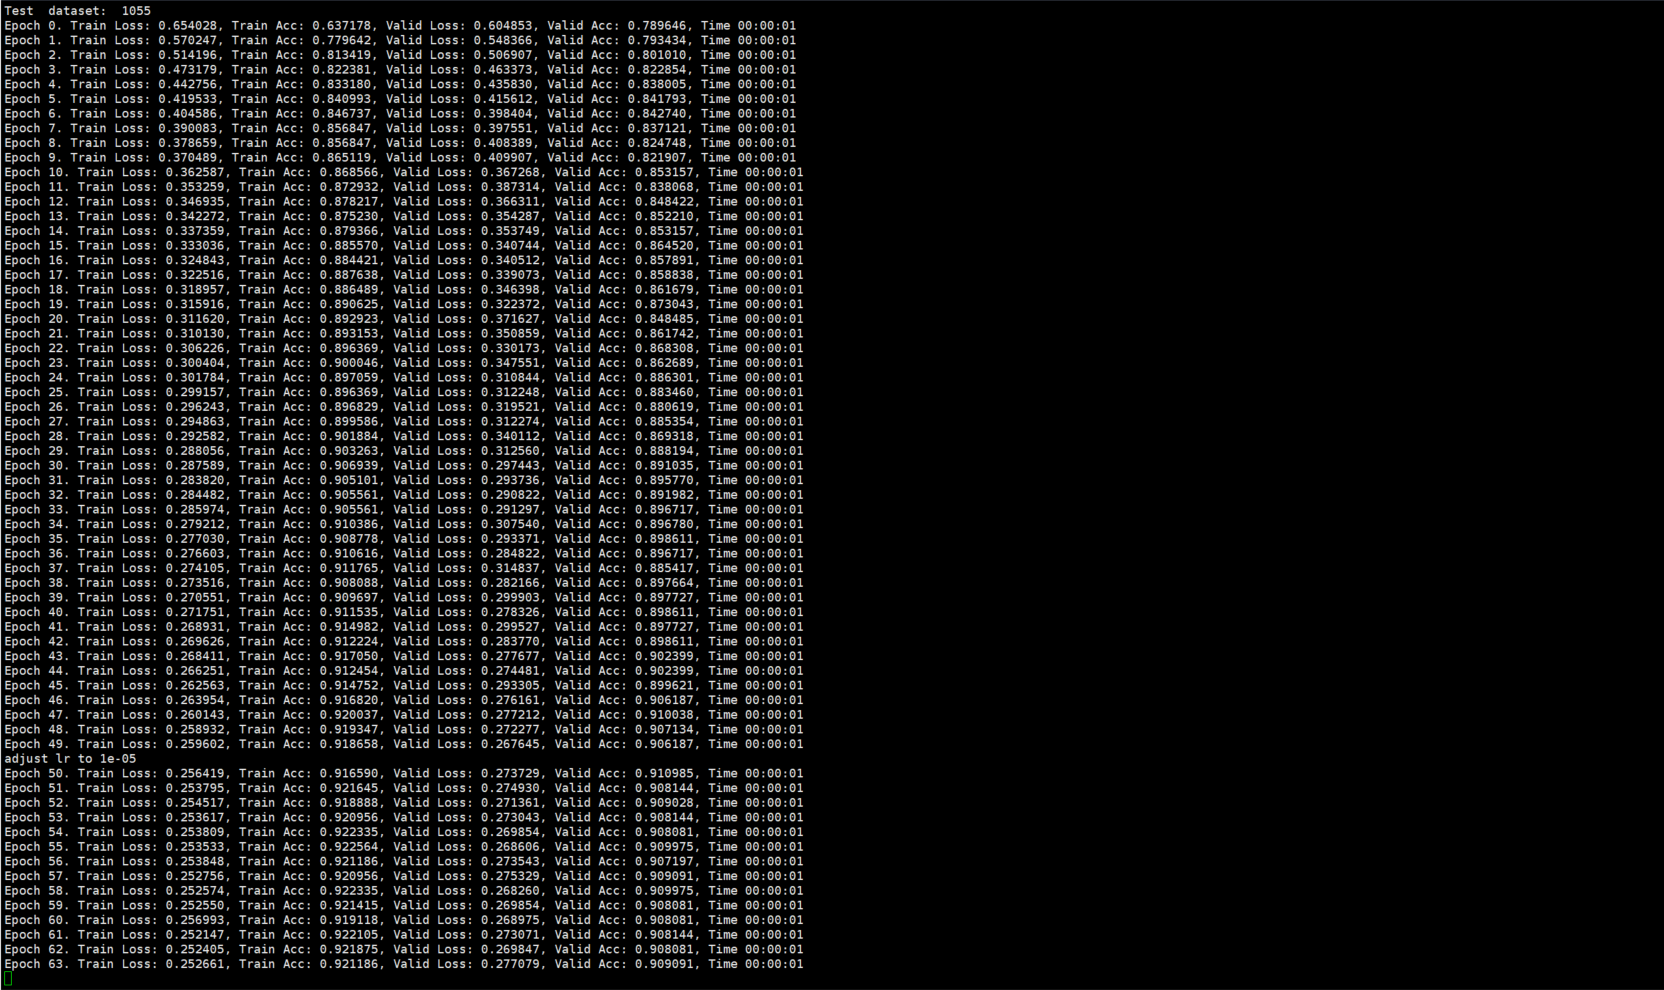 Test  dataset:  1055
Epoch 0. Train Loss: 0.654028, Train Acc: 0.637178, Valid Loss: 0.604853, Valid Acc: 0.789646, Time 00:00:01
Epoch 1. Train Loss: 0.570247, Train Acc: 0.779642, Valid Loss: 0.548366, Valid Acc: 0.793434, Time 00:00:01
Epoch 2. Train Loss: 0.514196, Train Acc: 0.813419, Valid Loss: 0.506907, Valid Acc: 0.801010, Time 00:00:01
Epoch 3. Train Loss: 0.473179, Train Acc: 0.822381, Valid Loss: 0.463373, Valid Acc: 0.822854, Time 00:00:01
Epoch 4. Train Loss: 0.442756, Train Acc: 0.833180, Valid Loss: 0.435830, Valid Acc: 0.838005, Time 00:00:01
Epoch 5. Train Loss: 0.419533, Train Acc: 0.840993, Valid Loss: 0.415612, Valid Acc: 0.841793, Time 00:00:01
Epoch 6. Train Loss: 0.404586, Train Acc: 0.846737, Valid Loss: 0.398404, Valid Acc: 0.842740, Time 00:00:01
Epoch 7. Train Loss: 0.390083, Train Acc: 0.856847, Valid Loss: 0.397551, Valid Acc: 0.837121, Time 00:00:01
Epoch 8. Train Loss: 0.378659, Train Acc: 0.856847, Valid Loss: 0.408389, Valid Acc: 0.824748, Time 00:00:01
Epoch 9. Train Loss: 0.370489, Train Acc: 0.865119, Valid Loss: 0.409907, Valid Acc: 0.821907, Time 00:00:01
Epoch 10. Train Loss: 0.362587, Train Acc: 0.868566, Valid Loss: 0.367268, Valid Acc: 0.853157, Time 00:00:01
Epoch 11. Train Loss: 0.353259, Train Acc: 0.872932, Valid Loss: 0.387314, Valid Acc: 0.838068, Time 00:00:01
Epoch 12. Train Loss: 0.346935, Train Acc: 0.878217, Valid Loss: 0.366311, Valid Acc: 0.848422, Time 00:00:01
Epoch 13. Train Loss: 0.342272, Train Acc: 0.875230, Valid Loss: 0.354287, Valid Acc: 0.852210, Time 00:00:01
Epoch 14. Train Loss: 0.337359, Train Acc: 0.879366, Valid Loss: 0.353749, Valid Acc: 0.853157, Time 00:00:01
Epoch 15. Train Loss: 0.333036, Train Acc: 0.885570, Valid Loss: 0.340744, Valid Acc: 0.864520, Time 00:00:01
Epoch 16. Train Loss: 0.324843, Train Acc: 0.884421, Valid Loss: 0.340512, Valid Acc: 0.857891, Time 00:00:01
Epoch 17. Train Loss: 0.322516, Train Acc: 0.887638, Valid Loss: 0.339073, Valid Acc: 0.858838, Time 00:00:01
Epoch 18. Train Loss: 0.318957, Train Acc: 0.886489, Valid Loss: 0.346398, Valid Acc: 0.861679, Time 00:00:01
Epoch 19. Train Loss: 0.315916, Train Acc: 0.890625, Valid Loss: 0.322372, Valid Acc: 0.873043, Time 00:00:01
Epoch 20. Train Loss: 0.311620, Train Acc: 0.892923, Valid Loss: 0.371627, Valid Acc: 0.848485, Time 00:00:01
Epoch 21. Train Loss: 0.310130, Train Acc: 0.893153, Valid Loss: 0.350859, Valid Acc: 0.861742, Time 00:00:01
Epoch 22. Train Loss: 0.306226, Train Acc: 0.896369, Valid Loss: 0.330173, Valid Acc: 0.868308, Time 00:00:01
Epoch 23. Train Loss: 0.300404, Train Acc: 0.900046, Valid Loss: 0.347551, Valid Acc: 0.862689, Time 00:00:01
Epoch 24. Train Loss: 0.301784, Train Acc: 0.897059, Valid Loss: 0.310844, Valid Acc: 0.886301, Time 00:00:01
Epoch 25. Train Loss: 0.299157, Train Acc: 0.896369, Valid Loss: 0.312248, Valid Acc: 0.883460, Time 00:00:01
Epoch 26. Train Loss: 0.296243, Train Acc: 0.896829, Valid Loss: 0.319521, Valid Acc: 0.880619, Time 00:00:01
Epoch 27. Train Loss: 0.294863, Train Acc: 0.899586, Valid Loss: 0.312274, Valid Acc: 0.885354, Time 00:00:01
Epoch 28. Train Loss: 0.292582, Train Acc: 0.901884, Valid Loss: 0.340112, Valid Acc: 0.869318, Time 00:00:01
Epoch 29. Train Loss: 0.288056, Train Acc: 0.903263, Valid Loss: 0.312560, Valid Acc: 0.888194, Time 00:00:01
Epoch 30. Train Loss: 0.287589, Train Acc: 0.906939, Valid Loss: 0.297443, Valid Acc: 0.891035, Time 00:00:01
Epoch 31. Train Loss: 0.283820, Train Acc: 0.905101, Valid Loss: 0.293736, Valid Acc: 0.895770, Time 00:00:01
Epoch 32. Train Loss: 0.284482, Train Acc: 0.905561, Valid Loss: 0.290822, Valid Acc: 0.891982, Time 00:00:01
Epoch 33. Train Loss: 0.285974, Train Acc: 0.905561, Valid Loss: 0.291297, Valid Acc: 0.896717, Time 00:00:01
Epoch 34. Train Loss: 0.279212, Train Acc: 0.910386, Valid Loss: 0.307540, Valid Acc: 0.896780, Time 00:00:01
Epoch 35. Train Loss: 0.277030, Train Acc: 0.908778, Valid Loss: 0.293371, Valid Acc: 0.898611, Time 00:00:01
Epoch 36. Train Loss: 0.276603, Train Acc: 0.910616, Valid Loss: 0.284822, Valid Acc: 0.896717, Time 00:00:01
Epoch 37. Train Loss: 0.274105, Train Acc: 0.911765, Valid Loss: 0.314837, Valid Acc: 0.885417, Time 00:00:01
Epoch 38. Train Loss: 0.273516, Train Acc: 0.908088, Valid Loss: 0.282166, Valid Acc: 0.897664, Time 00:00:01
Epoch 39. Train Loss: 0.270551, Train Acc: 0.909697, Valid Loss: 0.299903, Valid Acc: 0.897727, Time 00:00:01
Epoch 40. Train Loss: 0.271751, Train Acc: 0.911535, Valid Loss: 0.278326, Valid Acc: 0.898611, Time 00:00:01
Epoch 41. Train Loss: 0.268931, Train Acc: 0.914982, Valid Loss: 0.299527, Valid Acc: 0.897727, Time 00:00:01
Epoch 42. Train Loss: 0.269626, Train Acc: 0.912224, Valid Loss: 0.283770, Valid Acc: 0.898611, Time 00:00:01
Epoch 43. Train Loss: 0.268411, Train Acc: 0.917050, Valid Loss: 0.277677, Valid Acc: 0.902399, Time 00:00:01
Epoch 44. Train Loss: 0.266251, Train Acc: 0.912454, Valid Loss: 0.274481, Valid Acc: 0.902399, Time 00:00:01
Epoch 45. Train Loss: 0.262563, Train Acc: 0.914752, Valid Loss: 0.293305, Valid Acc: 0.899621, Time 00:00:01
Epoch 46. Train Loss: 0.263954, Train Acc: 0.916820, Valid Loss: 0.276161, Valid Acc: 0.906187, Time 00:00:01
Epoch 47. Train Loss: 0.260143, Train Acc: 0.920037, Valid Loss: 0.277212, Valid Acc: 0.910038, Time 00:00:01
Epoch 48. Train Loss: 0.258932, Train Acc: 0.919347, Valid Loss: 0.272277, Valid Acc: 0.907134, Time 00:00:01
Epoch 49. Train Loss: 0.259602, Train Acc: 0.918658, Valid Loss: 0.267645, Valid Acc: 0.906187, Time 00:00:01
adjust lr to 1e-05
Epoch 50. Train Loss: 0.256419, Train Acc: 0.916590, Valid Loss: 0.273729, Valid Acc: 0.910985, Time 00:00:01
Epoch 51. Train Loss: 0.253795, Train Acc: 0.921645, Valid Loss: 0.274930, Valid Acc: 0.908144, Time 00:00:01
Epoch 52. Train Loss: 0.254517, Train Acc: 0.918888, Valid Loss: 0.271361, Valid Acc: 0.909028, Time 00:00:01
Epoch 53. Train Loss: 0.253617, Train Acc: 0.920956, Valid Loss: 0.273043, Valid Acc: 0.908144, Time 00:00:01
Epoch 54. Train Loss: 0.253809, Train Acc: 0.922335, Valid Loss: 0.269854, Valid Acc: 0.908081, Time 00:00:01
Epoch 55. Train Loss: 0.253533, Train Acc: 0.922564, Valid Loss: 0.268606, Valid Acc: 0.909975, Time 00:00:01
Epoch 56. Train Loss: 0.253848, Train Acc: 0.921186, Valid Loss: 0.273543, Valid Acc: 0.907197, Time 00:00:01
Epoch 57. Train Loss: 0.252756, Train Acc: 0.920956, Valid Loss: 0.275329, Valid Acc: 0.909091, Time 00:00:01
Epoch 58. Train Loss: 0.252574, Train Acc: 0.922335, Valid Loss: 0.268260, Valid Acc: 0.909975, Time 00:00:01
Epoch 59. Train Loss: 0.252550, Train Acc: 0.921415, Valid Loss: 0.269854, Valid Acc: 0.908081, Time 00:00:01
Epoch 60. Train Loss: 0.256993, Train Acc: 0.919118, Valid Loss: 0.268975, Valid Acc: 0.908081, Time 00:00:01
Epoch 61. Train Loss: 0.252147, Train Acc: 0.922105, Valid Loss: 0.273071, Valid Acc: 0.908144, Time 00:00:01
Epoch 62. Train Loss: 0.252405, Train Acc: 0.921875, Valid Loss: 0.269847, Valid Acc: 0.908081, Time 00:00:01
Epoch 63. Train Loss: 0.252661, Train Acc: 0.921186, Valid Loss: 0.277079, Valid Acc: 0.909091, Time 00:00:01